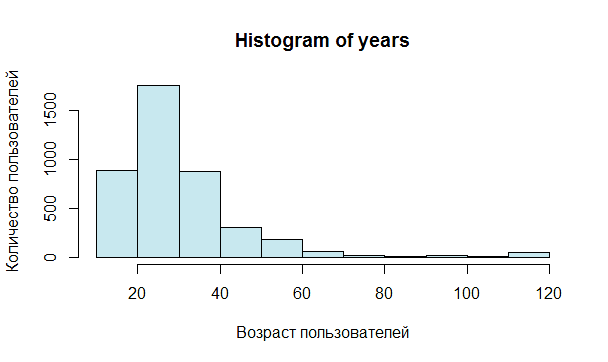 Histogram of years
Количество пользователей
1500
1000
500
0
20 40 60 80 100 120
Возраст пользователей